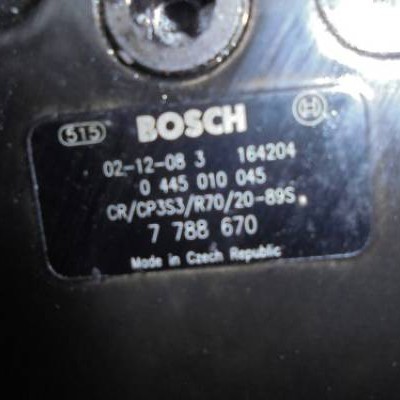 515 BOSCH H
02-12-08 3 164204
0 445 010 045
CR/CP3S3/R70/20-89S
7 788 670
Made in Czech Republic